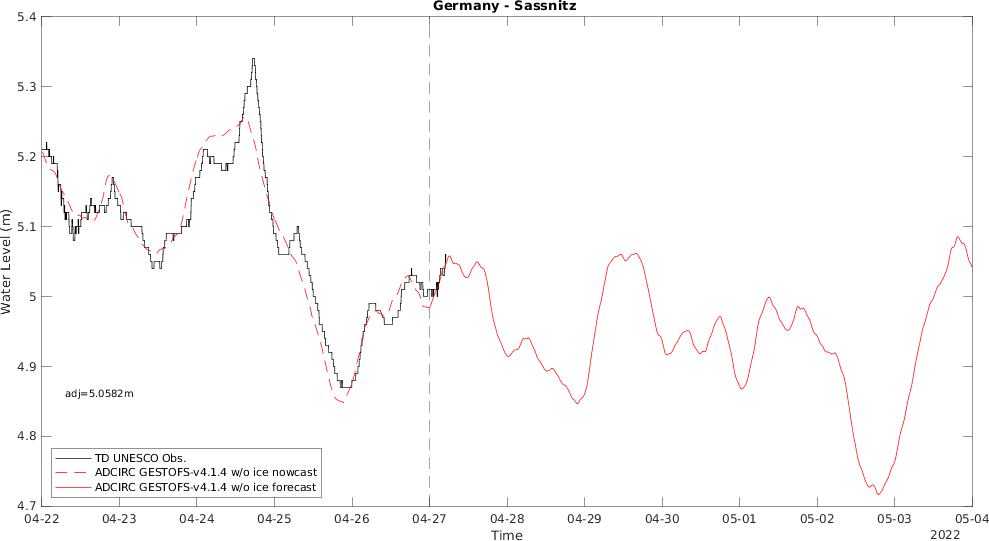 Germany - Sassnitz
5.4
5.3
5.2
5.1
5
4.9
4.8
4.7
Water Level (m)
adj=5.0582m
TD UNESCO Obs.
ADCIRC GESTOFS-v4.1.4 w/o ice nowcast
ADCIRC GESTOFS-v4.1.4 w/o ice forecast
04-22 04-23 04-24 04-25 04-26 04-27 04-28 04-29 04-30 05-01 05-02 05-03 05-04
Time
2022